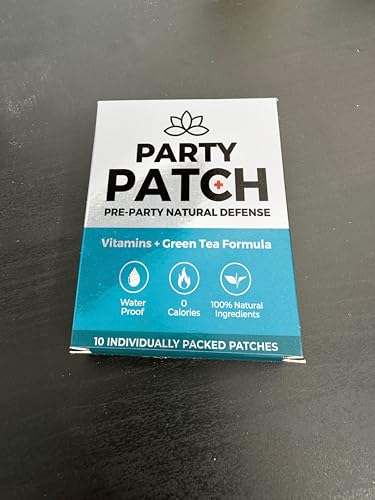 PARTY
PATCH
PRE-PARTY NATURAL DEFENSE
Vitamins + Green Tea Formula
Water
Proof
0
Calories
100% Natural
Ingredients
10 INDIVIDUALLY PACKED PATCHES